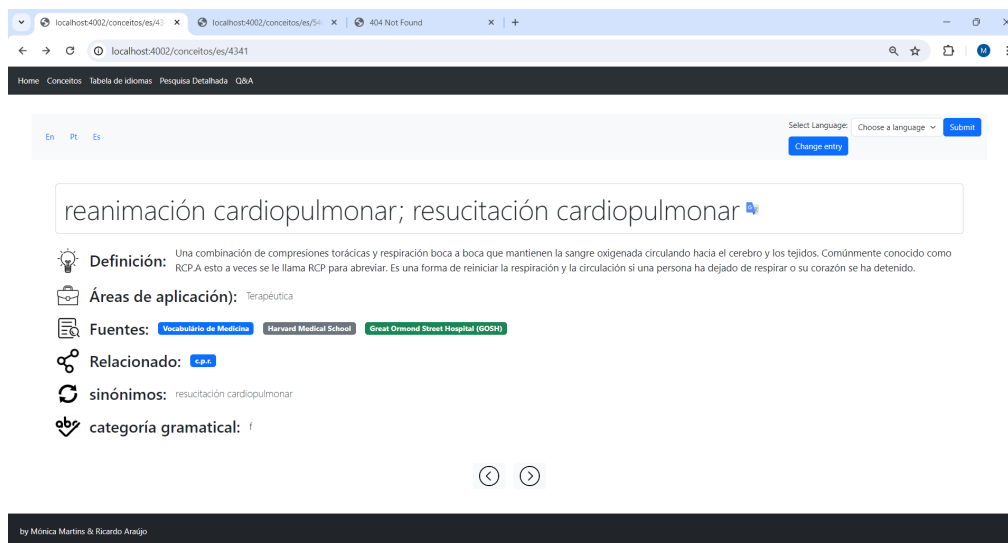 localhost:4002/conceitos/es/43
localhost:4002/conceitos/es/54
404 Not Found
localhost:4002/conceitos/es/4341
M
Home Conceitos Tabela de idiomas Pesquisa Detalhada Q&A
En Pt Es
Select Language: Choose a language Submit
Change entry
reanimación cardiopulmonar; resucitación cardiopulmonar
Definición: Una combinación de compresiones torácicas y respiración boca a boca que mantienen la sangre oxigenada circulando hacia el cerebro y los tejidos. Comúnmente conocido como
RCP.A esto a veces se le llama RCP para abreviar. Es una forma de reiniciar la respiración y la circulación si una persona ha dejado de respirar o su corazón se ha detenido.
Áreas de aplicación): Terapéutica
Fuentes: Vocabulário de Medicina Harvard Medical School Great Ormond Street Hospital (GOSH)
Relacionado: c.p.r.
sinónimos: resucitación cardiopulmonar
abc categoría gramatical: f
by Mónica Martins & Ricardo Araújo